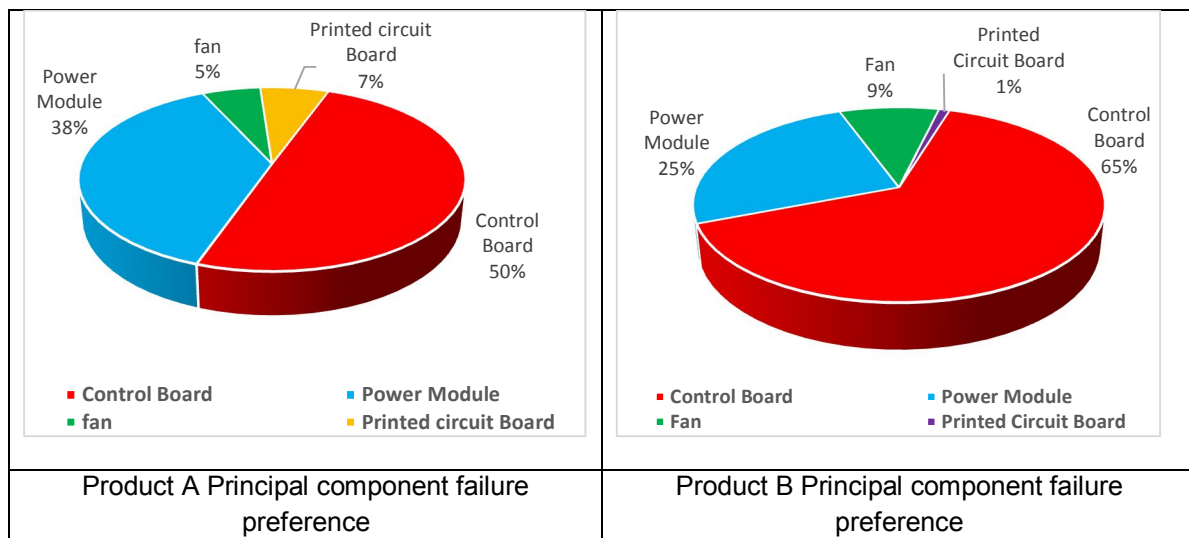 Printed circuit
Board
7%
fan
5%
Power
Module
38%
Control
Board
50%
Control Board
Power Module
fan
Printed circuit Board
Printed
Circuit Board
1%
Fan
9%
Power
Module
25%
Control
Board
65%
Control Board
Power Module
Fan
Printed Circuit Board
Product A Principal component failure
preference
Product B Principal component failure
preference